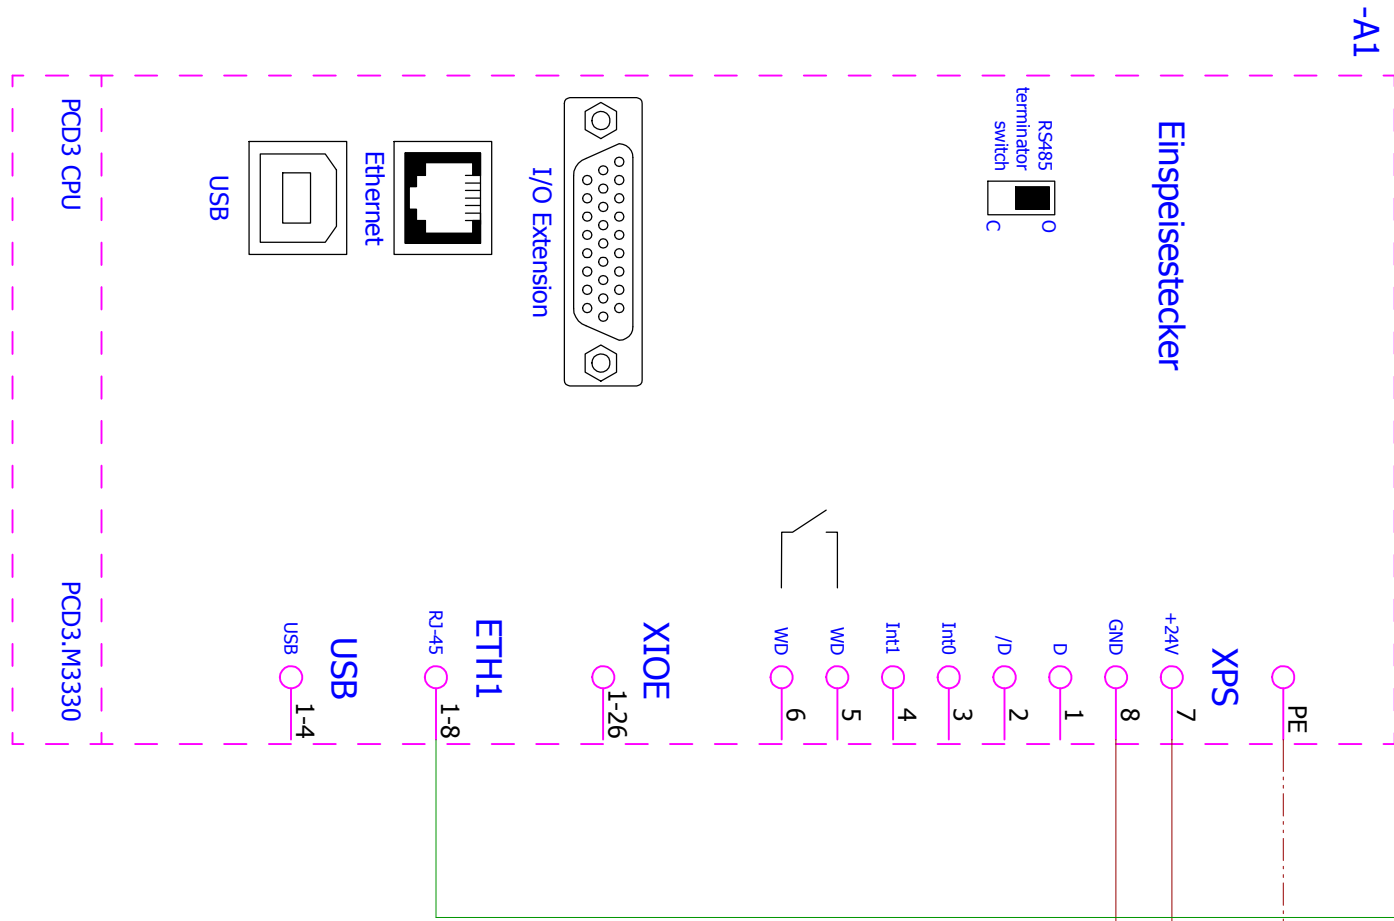 -A1
Einspeisestecker
RS485
terminator
switch
O
C
I/O Extension
Ethernet
USB
PCD3 CPU
PCD3.M3330
PE
XPS
+24V
7
GND
8
D
1
/D
2
Int0
3
Int1
4
WD
5
WD
6
XIOE
1-26
ETH1
RJ-45
1-8
USB
USB
1-4